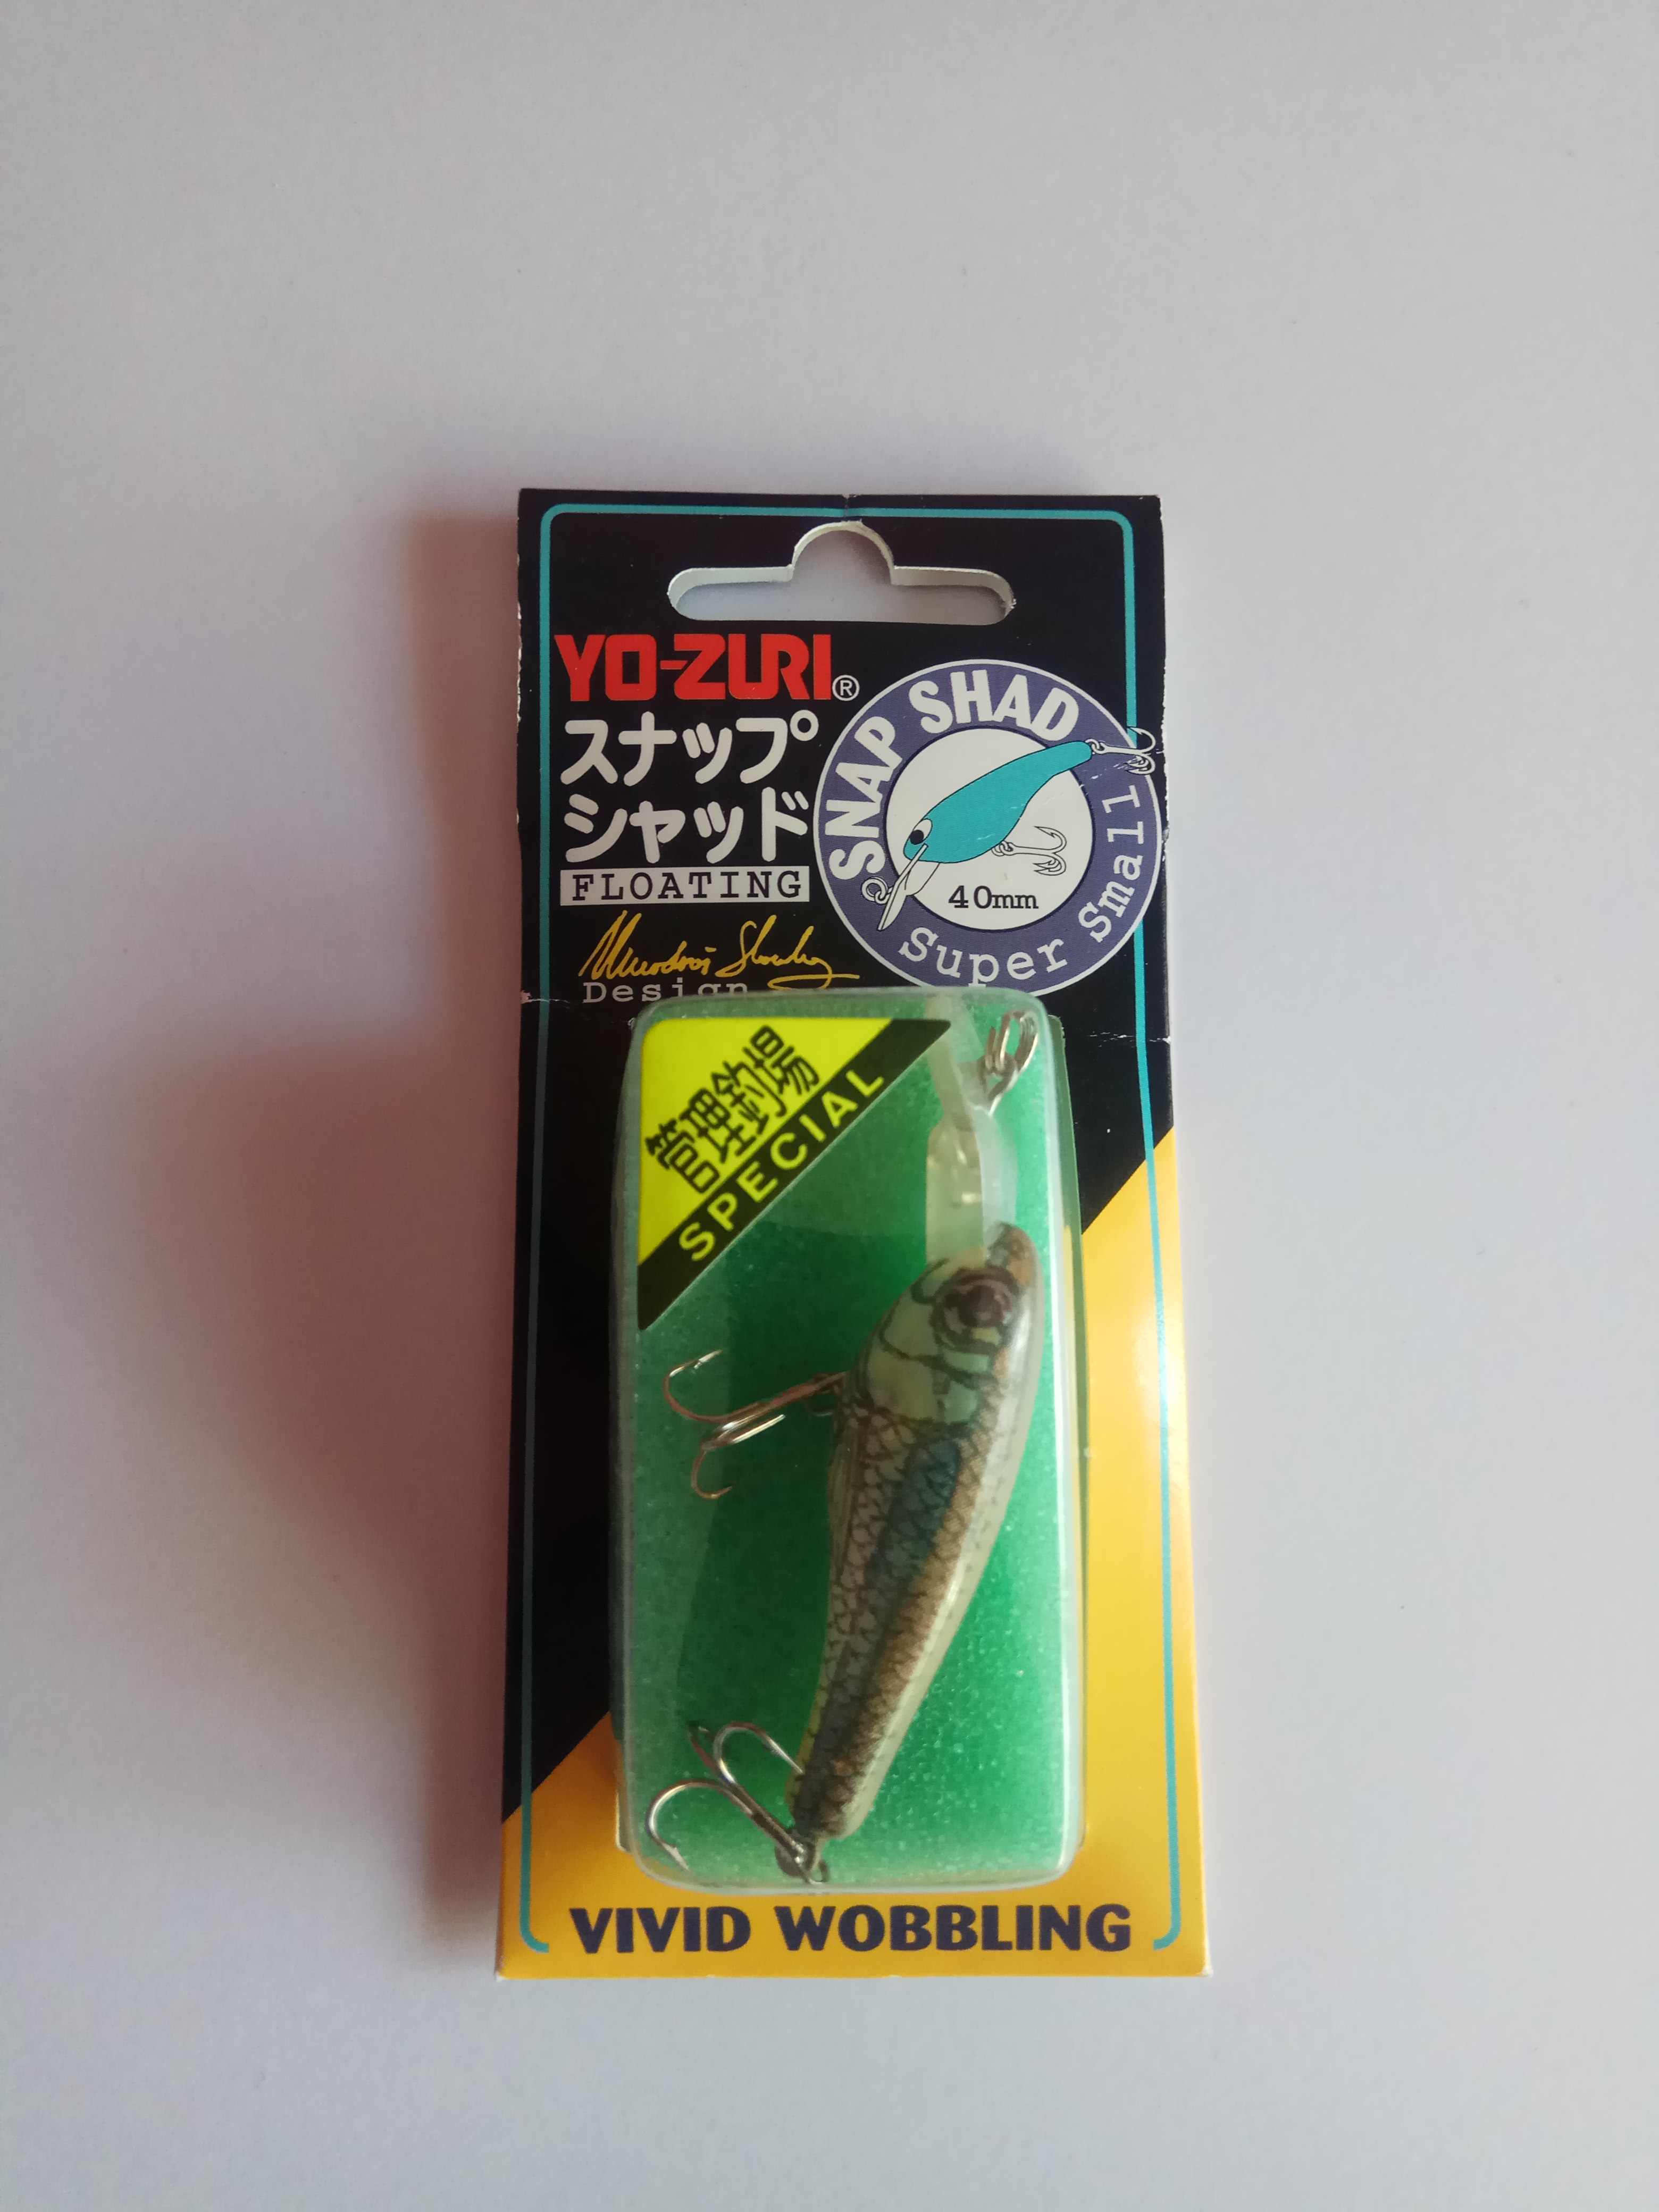 YO-ZURI®
スナップ
シャッド
FLOATING
Design
SNAP SHAD
40mm
Super Small
管理釣場
SPECIAL
VIVID WOBBLING